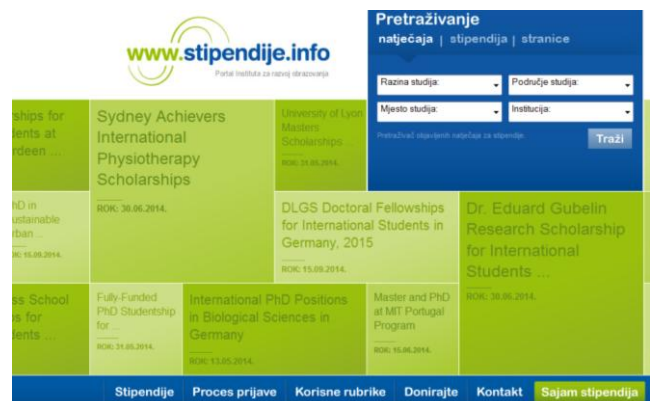 www.stipendije.info
Portal Instituta za razvoj obrazovanja
Pretraživanje
natječaja | stipendija | stranice
Razina studija:
Područje studija:
Mjesto studija:
Institucija:
Pretraživač objavljenih natječaja za stipendije.
Traži
ships for
dents at
rdeen ...
Sydney Achievers
International
Physiotherapy
Scholarships
ROK: 30.06.2014.
University of Lyon
Masters
Scholarships ...
ROK: 31.05.2014.
hD in
ustainable
rban ...
OK: 15.09.2014.
DLGS Doctoral Fellowships
for International Students in
Germany, 2015
ROK: 15.09.2014.
Dr. Eduard Gubelin
Research Scholarship
for International
Students ...
ROK: 30.06.2014.
ss School
s for
dents ...
Fully-Funded
PhD Studentship
for ...
ROK: 31.05.2014.
International PhD Positions
in Biological Sciences in
Germany
ROK: 13.05.2014.
Master and PhD
at MIT Portugal
Program
ROK: 15.06.2014.
Stipendije
Proces prijave
Korisne rubrike
Donirajte
Kontakt
Sajam stipendija